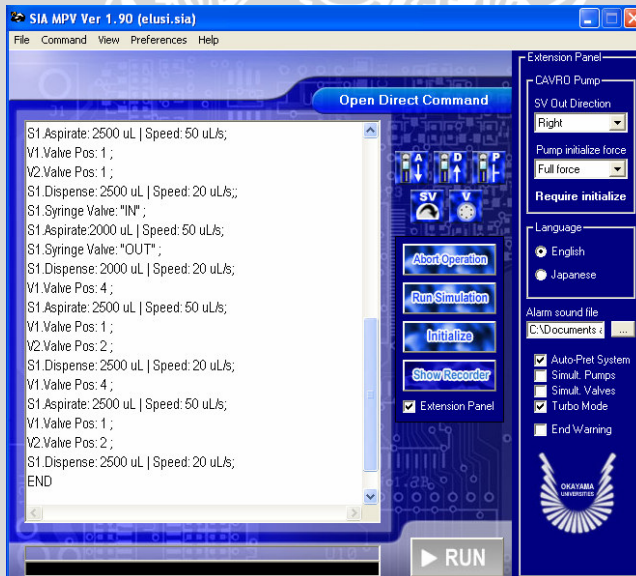 SIA MPV Ver 1.90 (elusi.sia)
File Command View Preferences Help
Open Direct Command
S1.Aspirate: 2500 uL | Speed: 50 uL/s;
V1.Valve Pos: 1 ;
V2.Valve Pos: 1 ;
S1.Dispense: 2500 uL | Speed: 20 uL/s;;
S1.Syringe Valve: "IN" ;
S1.Aspirate:2000 uL | Speed: 50 uL/s;
S1.Syringe Valve: "OUT" ;
S1.Dispense: 2000 uL | Speed: 20 uL/s;
V1.Valve Pos: 4 ;
S1.Aspirate: 2500 uL | Speed: 50 uL/s;
V1.Valve Pos: 1 ;
V2.Valve Pos: 2 ;
S1.Dispense: 2500 uL | Speed: 20 uL/s;
V1.Valve Pos: 4 ;
S1.Aspirate: 2500 uL | Speed: 50 uL/s;
V1.Valve Pos: 1 ;
V2.Valve Pos: 2 ;
S1.Dispense: 2500 uL | Speed: 20 uL/s;
END
A D P
SV V
Abort Operation
Run Simulation
Initialize
Show Recorder
Extension Panel
RUN
Extension Panel
CAVRO Pump
SV Out Direction
Right
Pump initialize force
Full force
Require initialize
Language
English
Japanese
Alarm sound file
C:\Documents a ...
Auto-Pret System
Simult. Pumps
Simult. Valves
Turbo Mode
End Warning
OKAYAMA
UNIVERSITIES